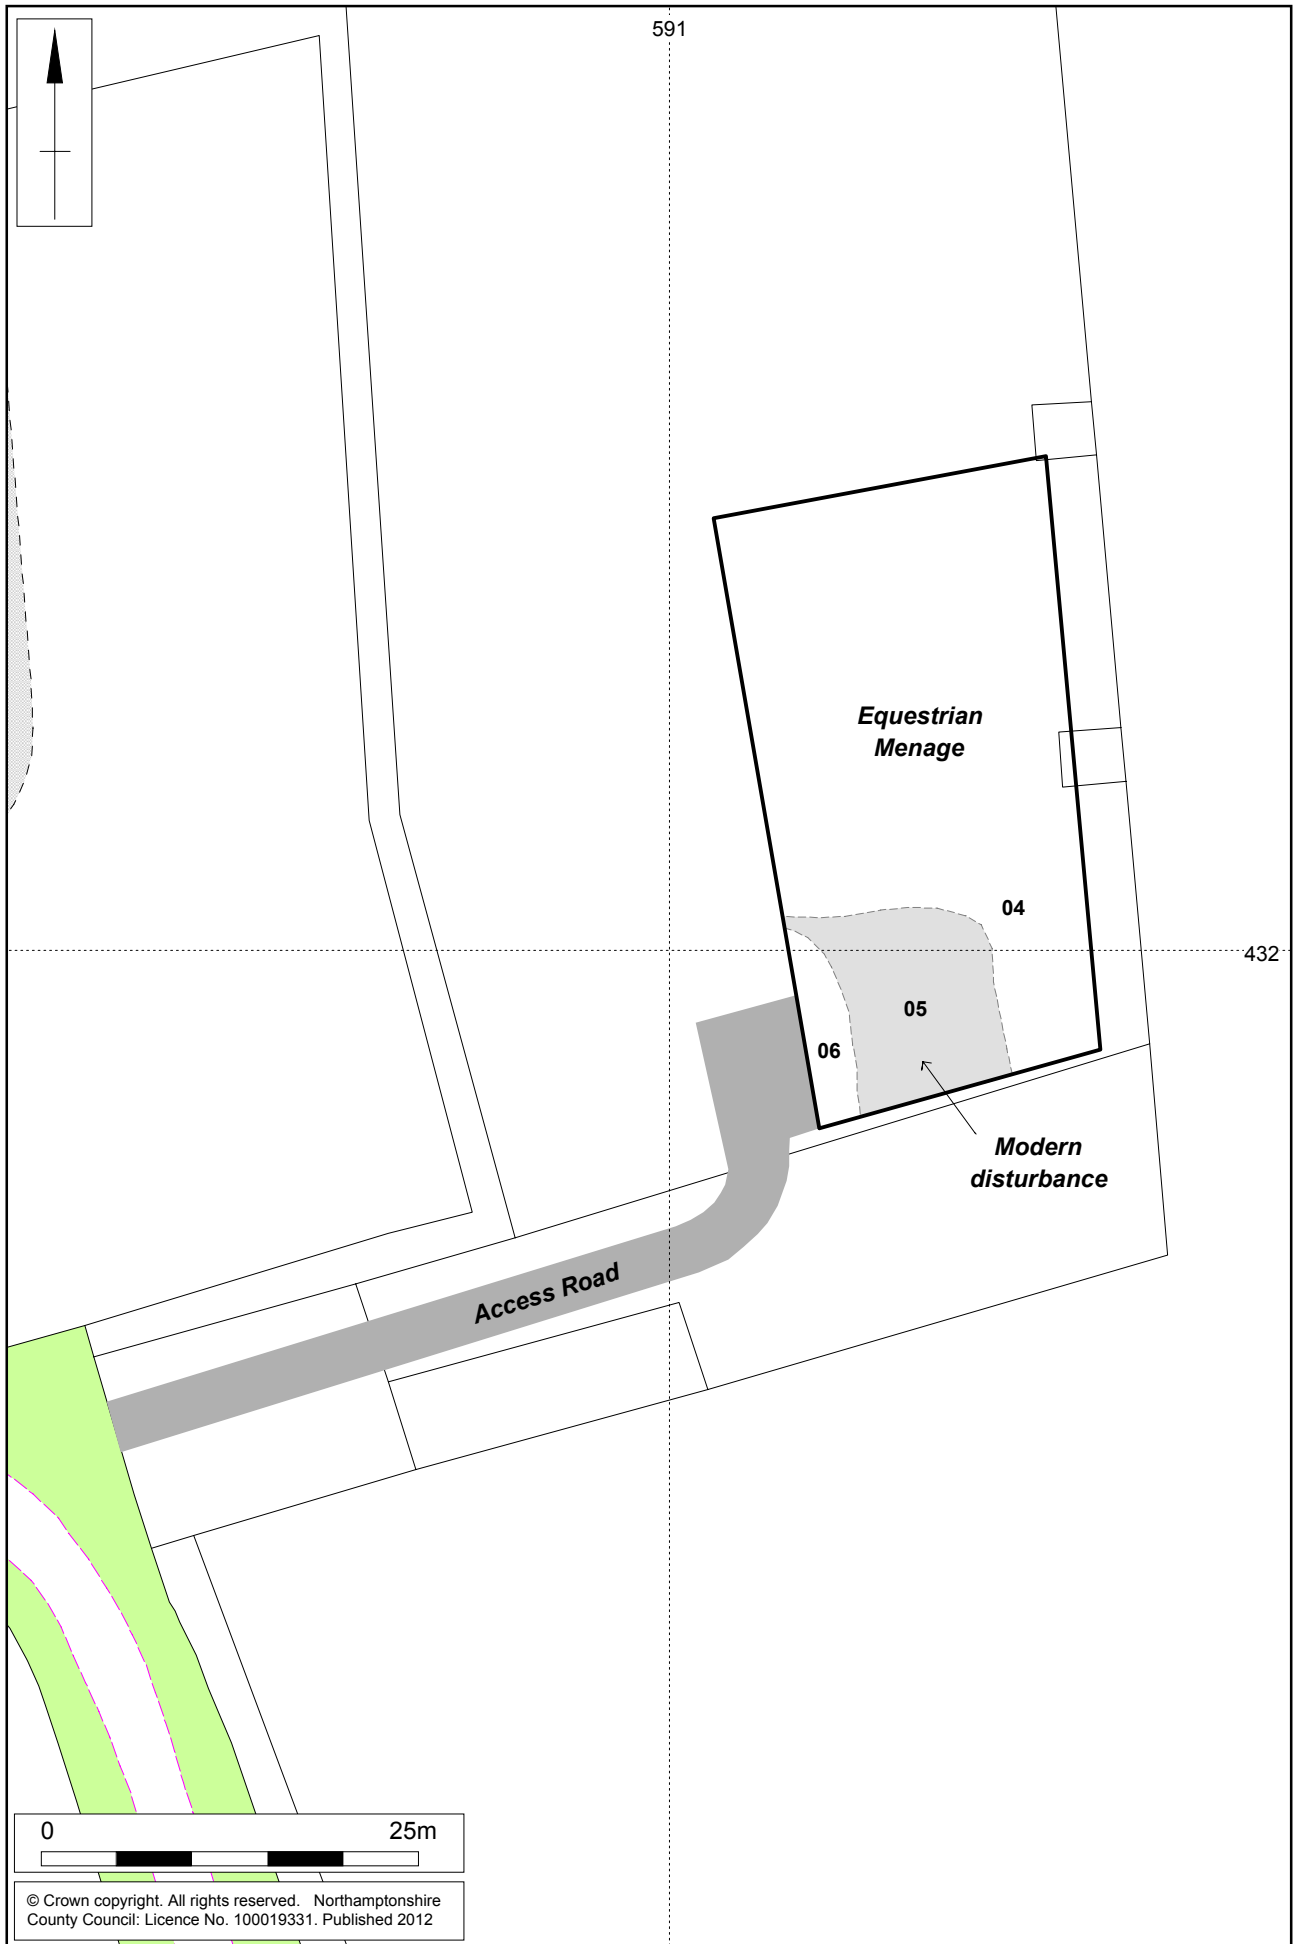 591
Equestrian
Menage
04
432
05
06
Modern
disturbance
Access Road
0 25m
© Crown copyright. All rights reserved. Northamptonshire
County Council: Licence No. 100019331. Published 2012